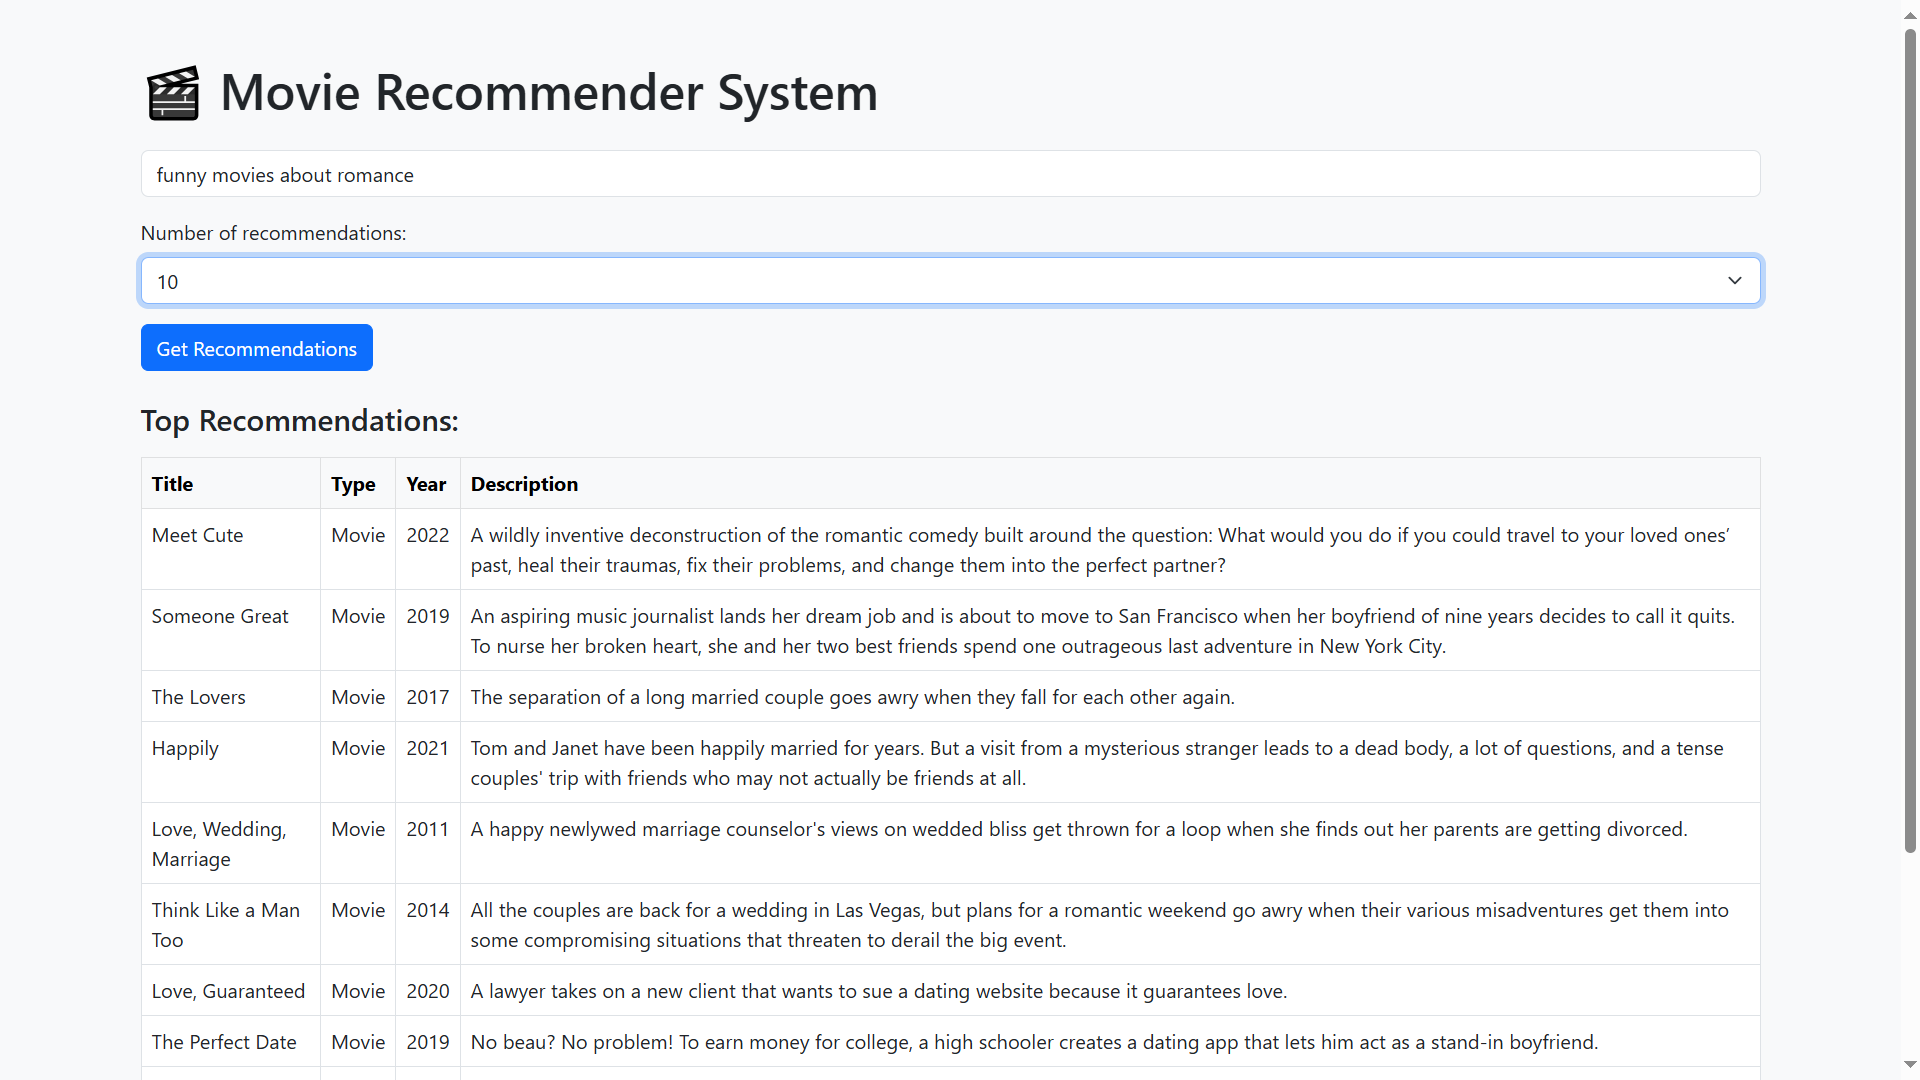 Movie Recommender System
funny movies about romance
Number of recommendations:
10
Get Recommendations
Top Recommendations:
Title Type Year Description
Meet Cute Movie 2022 A wildly inventive deconstruction of the romantic comedy built around the question: What would you do if you could travel to your loved ones’
past, heal their traumas, fix their problems, and change them into the perfect partner?
Someone Great Movie 2019 An aspiring music journalist lands her dream job and is about to move to San Francisco when her boyfriend of nine years decides to call it quits.
To nurse her broken heart, she and her two best friends spend one outrageous last adventure in New York City.
The Lovers Movie 2017 The separation of a long married couple goes awry when they fall for each other again.
Happily Movie 2021 Tom and Janet have been happily married for years. But a visit from a mysterious stranger leads to a dead body, a lot of questions, and a tense
couples' trip with friends who may not actually be friends at all.
Love, Wedding, Movie 2011 A happy newlywed marriage counselor's views on wedded bliss get thrown for a loop when she finds out her parents are getting divorced.
Marriage
Think Like a Man Movie 2014 All the couples are back for a wedding in Las Vegas, but plans for a romantic weekend go awry when their various misadventures get them into
Too some compromising situations that threaten to derail the big event.
Love, Guaranteed Movie 2020 A lawyer takes on a new client that wants to sue a dating website because it guarantees love.
The Perfect Date Movie 2019 No beau? No problem! To earn money for college, a high schooler creates a dating app that lets him act as a stand-in boyfriend.